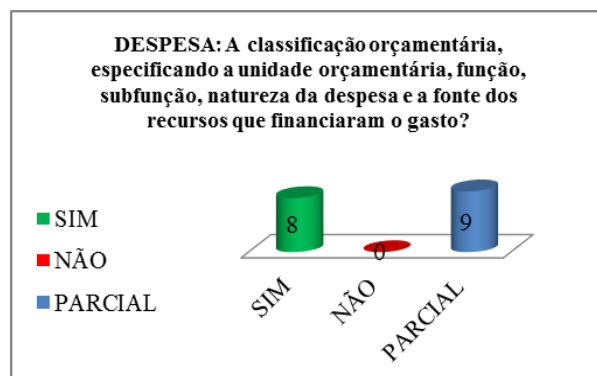 DESPESA: A classificação orçamentária,
especificando a unidade orçamentária, função,
subfunção, natureza da despesa e a fonte dos
recursos que financiaram o gasto?
SIM
NÃO
PARCIAL
8
0
9
SIM
NÃO
PARCIAL